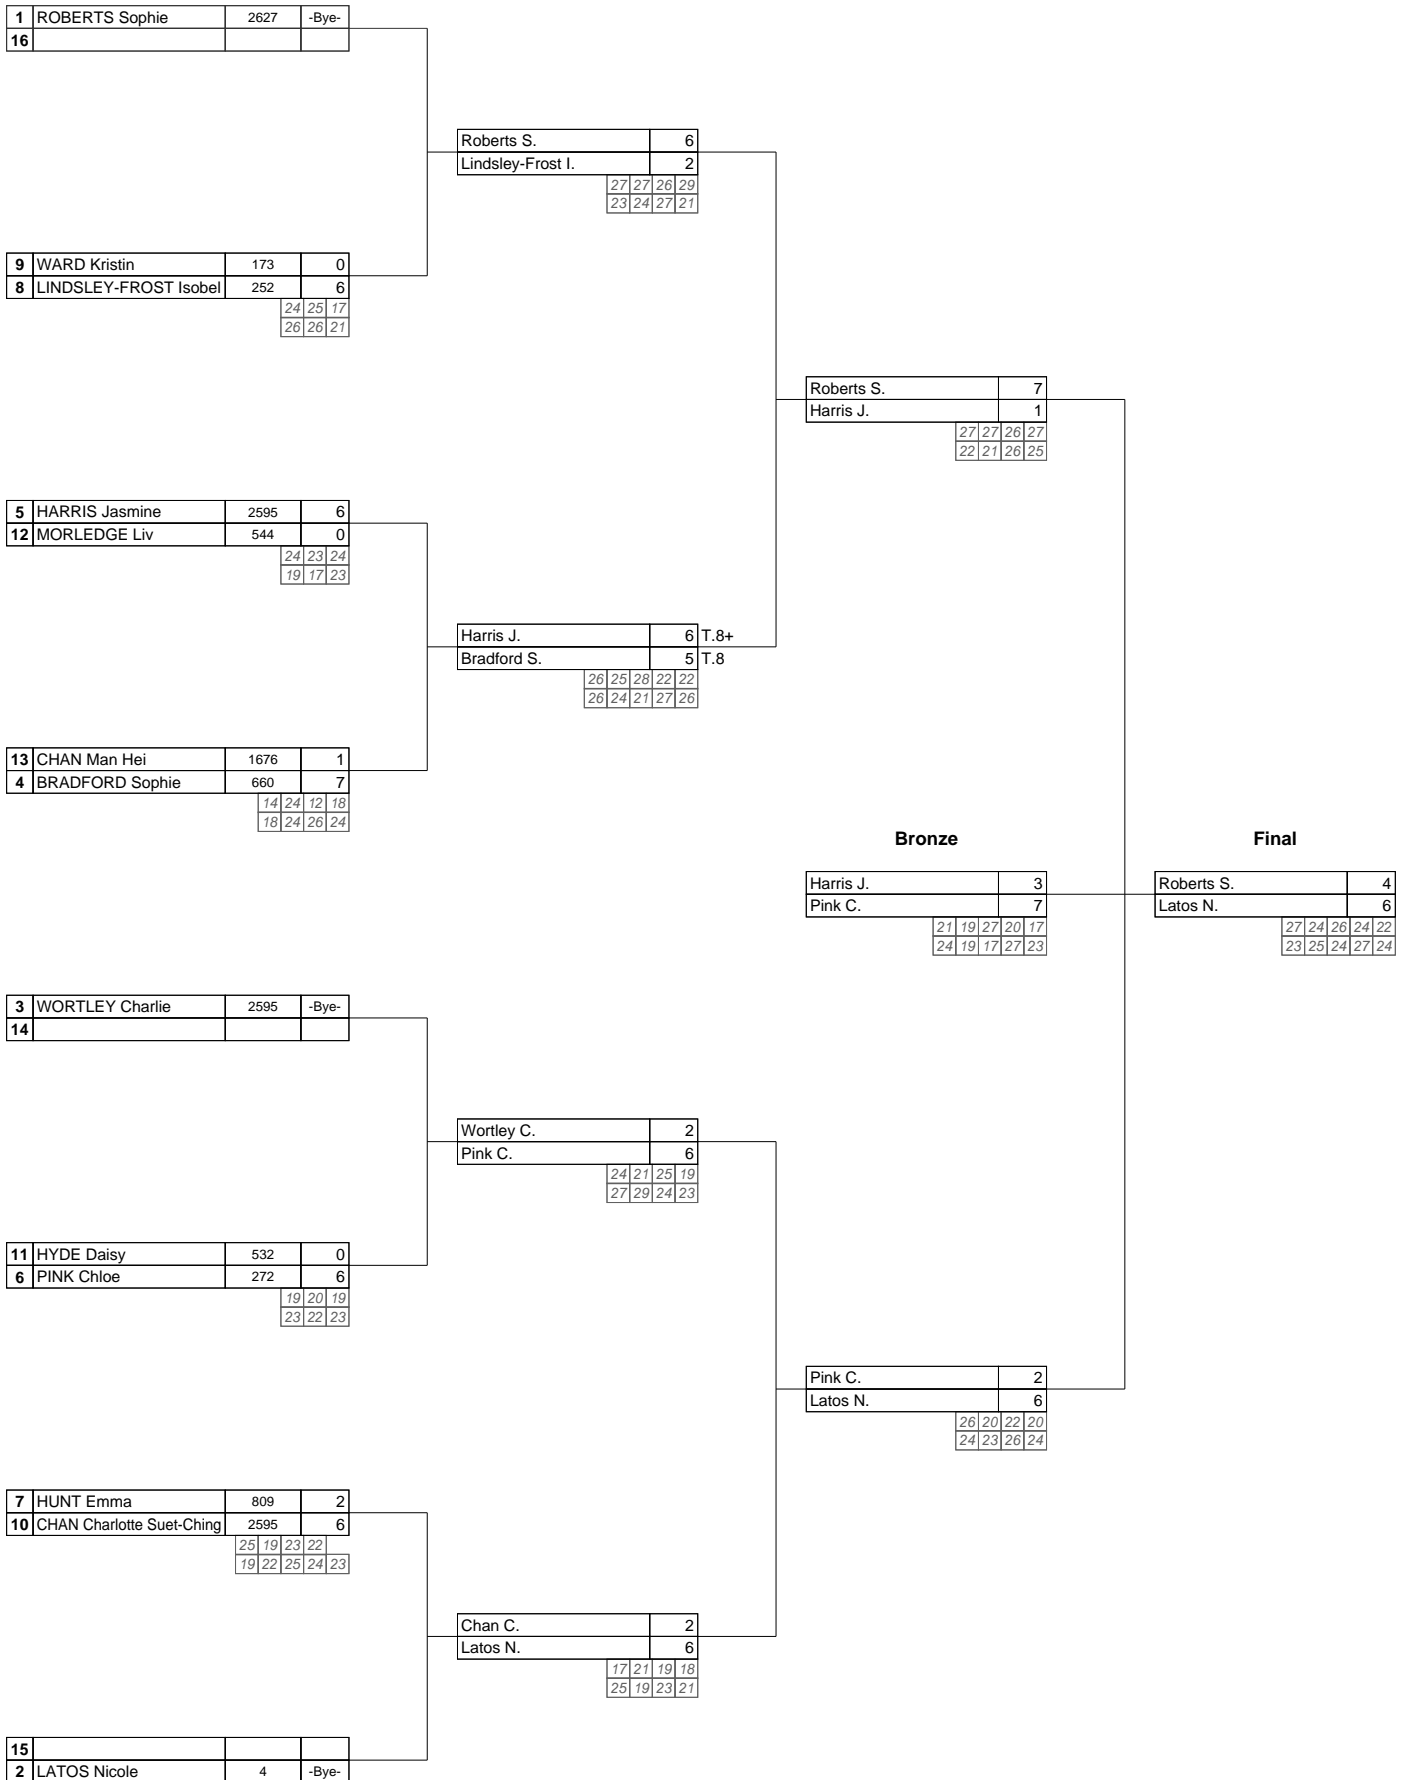 1 ROBERTS Sophie 2627 -Bye-
16
Roberts S. 6
Lindsley-Frost I. 2
27 27 26 29
23 24 27 21
9 WARD Kristin 173 0
8 LINDSLEY-FROST Isobel 252 6
24 25 17
26 26 21
Roberts S. 7
Harris J. 1
27 27 26 27
22 21 26 25
5 HARRIS Jasmine 2595 6
12 MORLEDGE Liv 544 0
24 23 24
19 17 23
Harris J. 6 T.8+
Bradford S. 5 T.8
26 25 28 22 22
26 24 21 27 26
13 CHAN Man Hei 1676 1
4 BRADFORD Sophie 660 7
14 24 12 18
18 24 26 24
Bronze Final
Harris J. 3 Roberts S. 4
Pink C. 7 Latos N. 6
21 19 27 20 17 27 24 26 24 22
24 19 17 27 23 23 25 24 27 24
3 WORTLEY Charlie 2595 -Bye-
14
Wortley C. 2
Pink C. 6
24 21 25 19
27 29 24 23
11 HYDE Daisy 532 0
6 PINK Chloe 272 6
19 20 19
23 22 23
Pink C. 2
Latos N. 6
26 20 22 20
24 23 26 24
7 HUNT Emma 809 2
10 CHAN Charlotte Suet-Ching 2595 6
25 19 23 22
19 22 25 24 23
Chan C. 2
Latos N. 6
17 21 19 18
25 19 23 21
15
2 LATOS Nicole 4 -Bye-